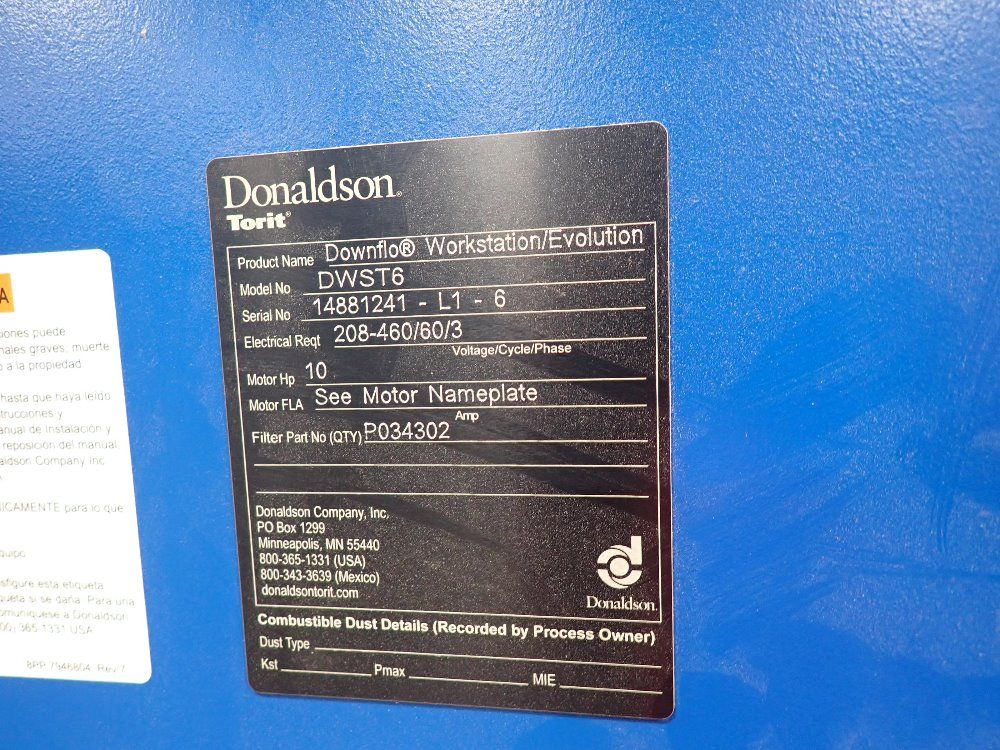 Donaldson®
Torit®
Product Name Downflo® Workstation/Evolution
Model No DWST6
Serial No 14881241 - L1 - 6
Electrical Reqt 208-460/60/3
Voltage/Cycle/Phase
Motor Hp 10
Motor FLA See Motor Nameplate
Amp
Filter Part No (QTY) P034302
Donaldson Company, Inc.
PO Box 1299
Minneapolis, MN 55440
800-365-1331 (USA)
800-343-3639 (Mexico)
donaldsontorit.com
Donaldson.
Combustible Dust Details (Recorded by Process Owner)
Dust Type
Kst Pmax MIE
A
iones puede
nales graves, muerte
o a la propiedad.
hasta que haya leído
strucciones y
anual de instalación y
reposición del manual,
aldson Company, Inc.
ICAMENTE para lo que
quipo.
sfigure esta etiqueta
queta si se daña. Para una
omuníquese a Donaldson
00) 365-1331 USA
8PP 7946804, Rev 7